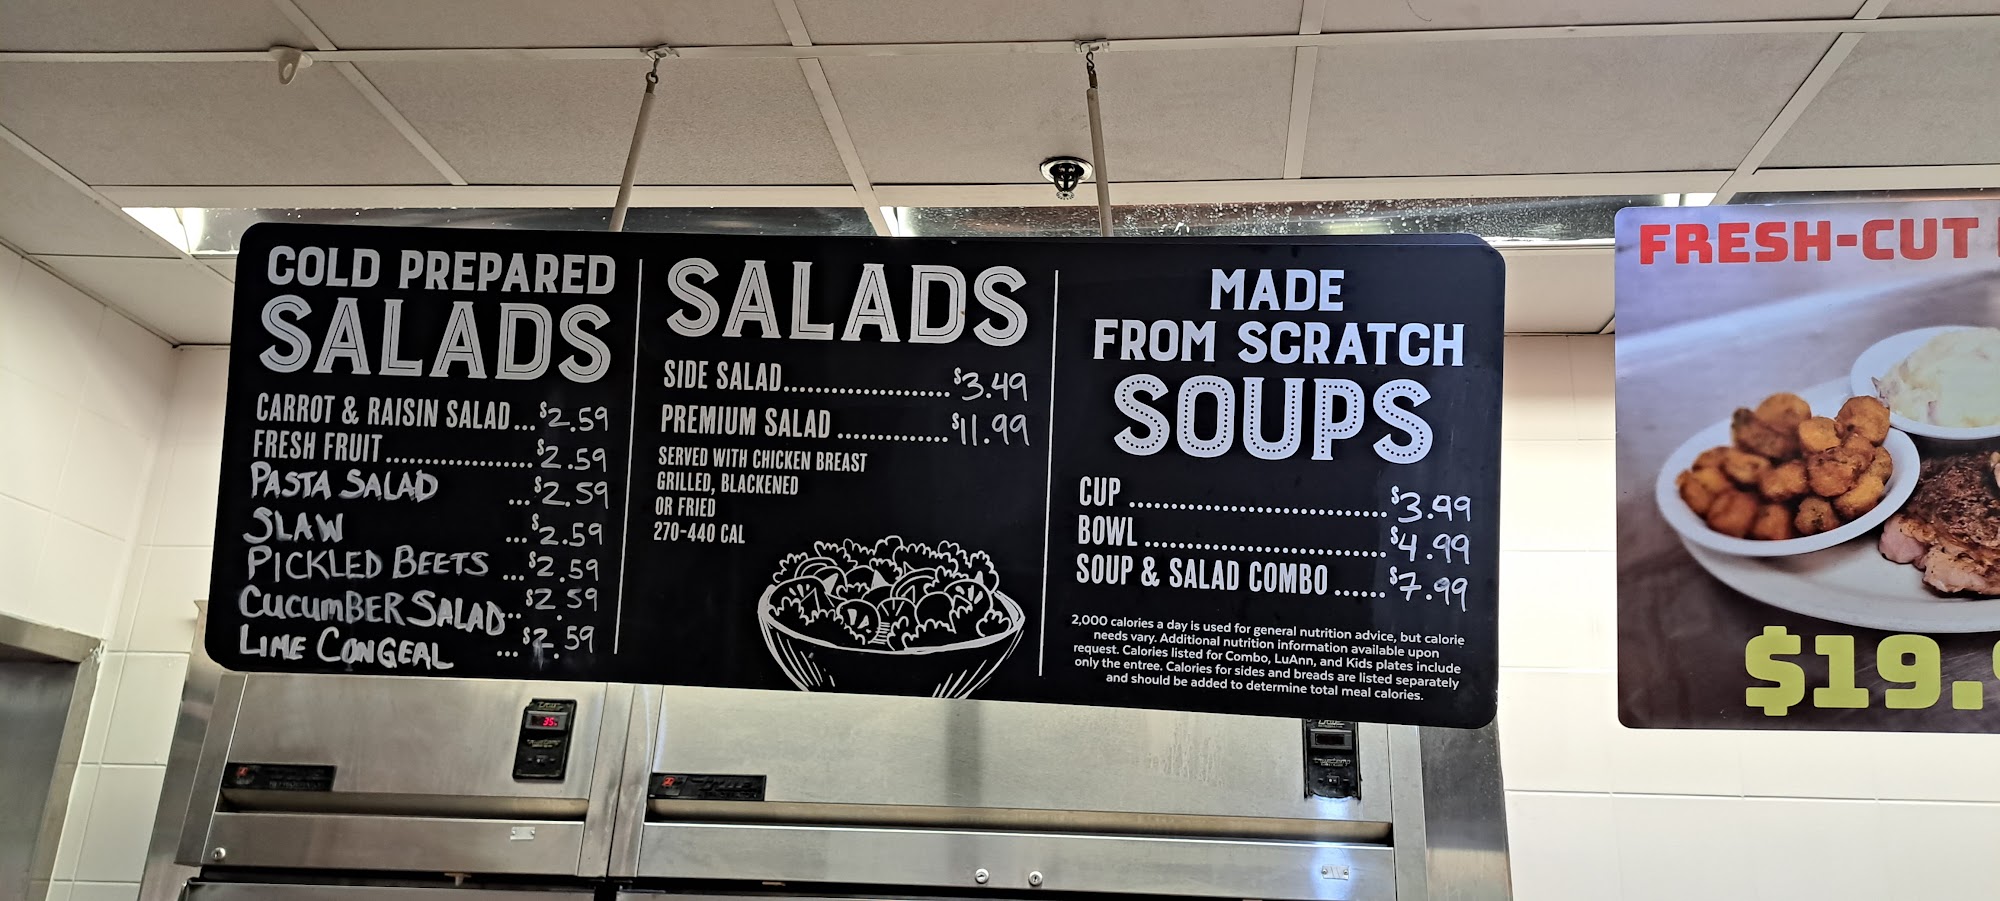 COLD PREPARED
SALADS
CARROT & RAISIN SALAD...$2.59
FRESH FRUIT..................$2.59
PASTA SALAD ...$2.59
SLAW ...$2.59
PICKLED BEETS ...$2.59
CUCUMBER SALAD...$2.59
LIME CONGEAL ...$2.59
SALADS
SIDE SALAD....................$3.49
PREMIUM SALAD .............$11.99
SERVED WITH CHICKEN BREAST
GRILLED, BLACKENED
OR FRIED
270-440 CAL
MADE
FROM SCRATCH
SOUPS
CUP ................................$3.99
BOWL ..............................$4.99
SOUP & SALAD COMBO ......$7.99
2,000 calories a day is used for general nutrition advice, but calorie
needs vary. Additional nutrition information available upon
request. Calories listed for Combo, LuAnn, and Kids plates include
only the entree. Calories for sides and breads are listed separately
and should be added to determine total meal calories.
FRESH-CUT
$19.
35